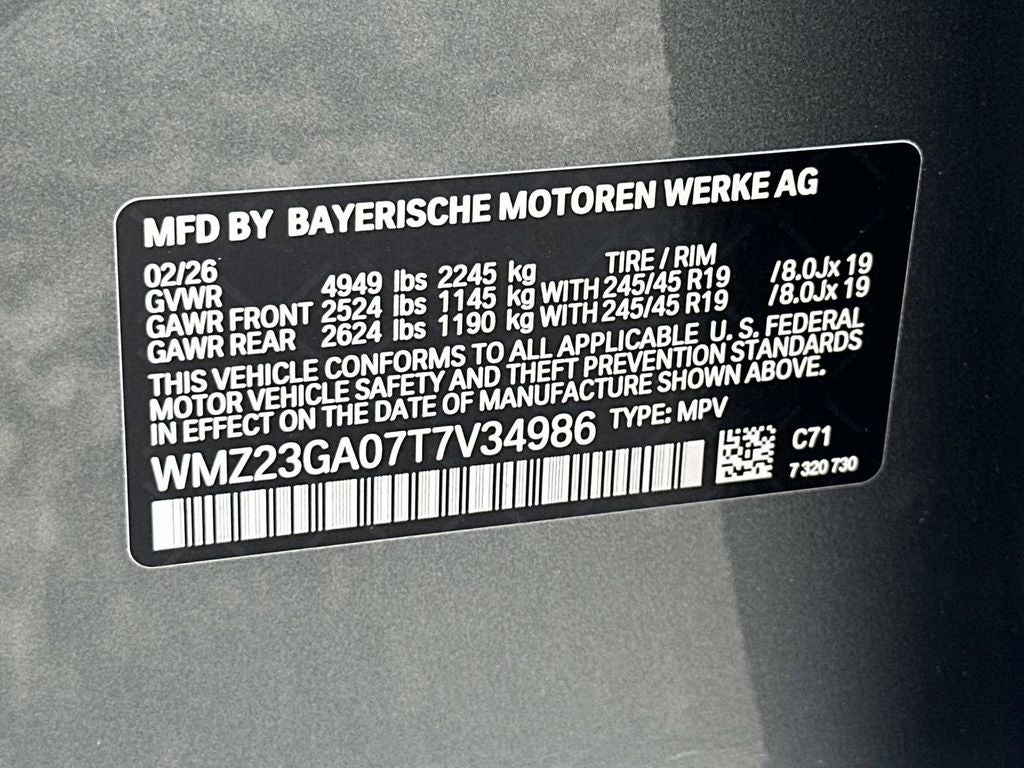 MFD BY BAYERISCHE MOTOREN WERKE AG
02/26 TIRE / RIM
GVWR 4949 lbs 2245 kg
GAWR FRONT 2524 lbs 1145 kg WITH 245/45 R19 /8.0Jx 19
GAWR REAR 2624 lbs 1190 kg WITH 245/45 R19 /8.0Jx 19
THIS VEHICLE CONFORMS TO ALL APPLICABLE U. S. FEDERAL
MOTOR VEHICLE SAFETY AND THEFT PREVENTION STANDARDS
IN EFFECT ON THE DATE OF MANUFACTURE SHOWN ABOVE.
WMZ23GA07T7V34986 TYPE: MPV
C71
7 320 730